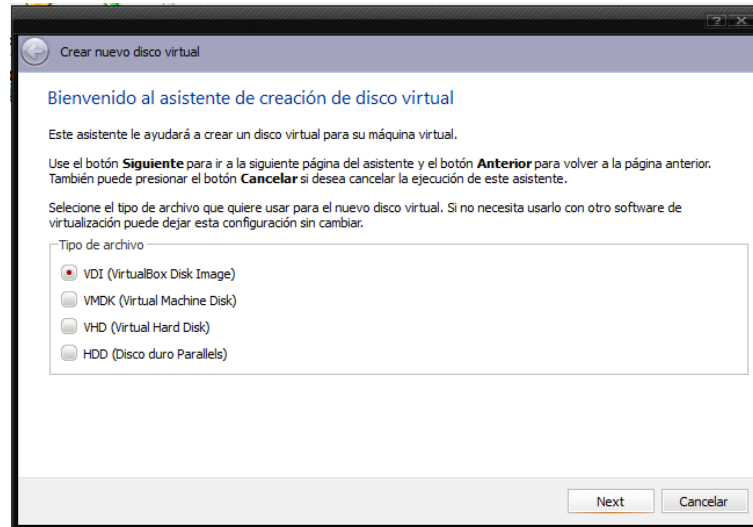 Crear nuevo disco virtual
Bienvenido al asistente de creación de disco virtual
Este asistente le ayudará a crear un disco virtual para su máquina virtual.
Use el botón Siguiente para ir a la siguiente página del asistente y el botón Anterior para volver a la página anterior.
También puede presionar el botón Cancelar si desea cancelar la ejecución de este asistente.
Selecione el tipo de archivo que quiere usar para el nuevo disco virtual. Si no necesita usarlo con otro software de
virtualización puede dejar esta configuración sin cambiar.
Tipo de archivo
VDI (VirtualBox Disk Image)
VMDK (Virtual Machine Disk)
VHD (Virtual Hard Disk)
HDD (Disco duro Parallels)
Next Cancelar